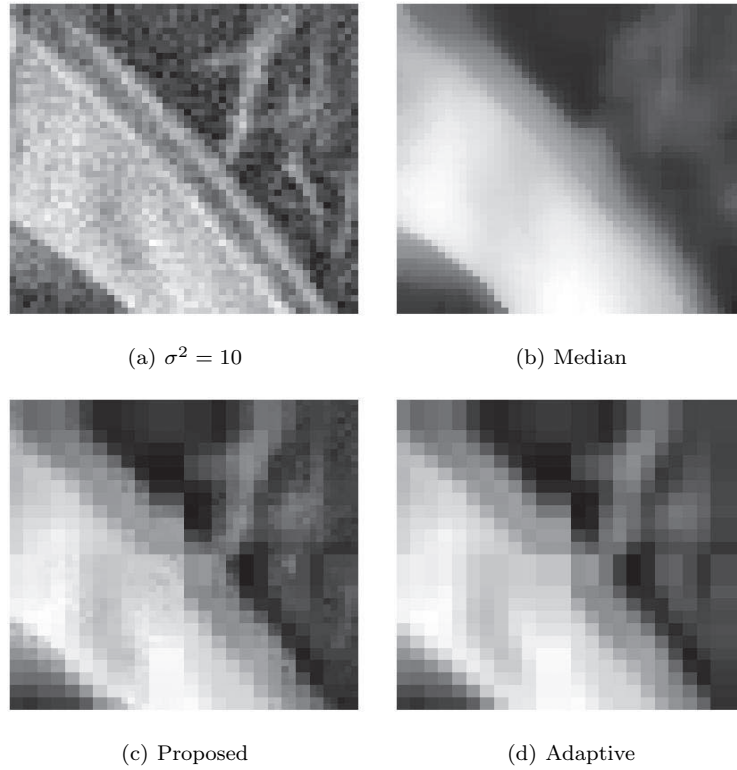 (a) σ² = 10
(b) Median
(c) Proposed
(d) Adaptive